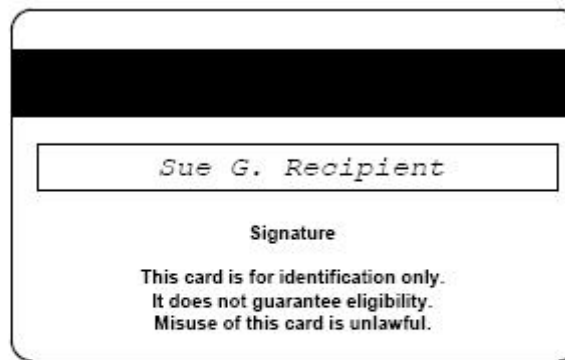 Sue G. Recipient
Signature
This card is for identification only.
It does not guarantee eligibility.
Misuse of this card is unlawful.